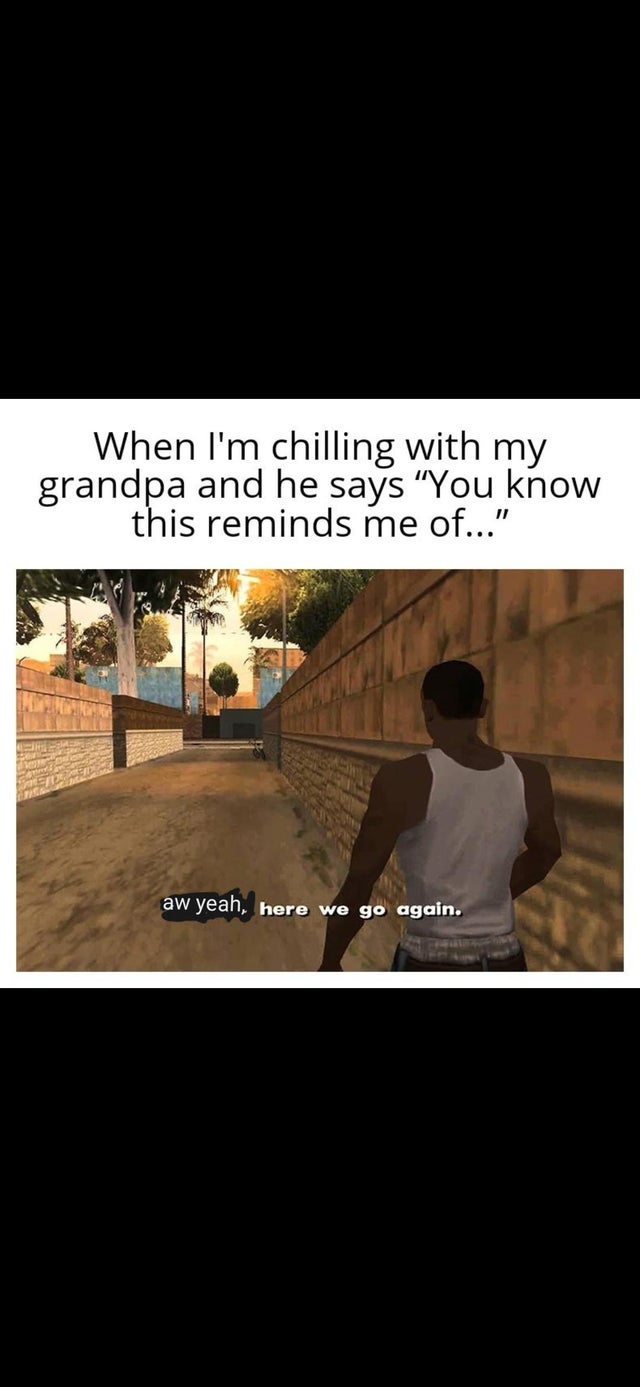 When I'm chilling with my
grandpa and he says “You know
this reminds me of...”
aw yeah, here we go again.